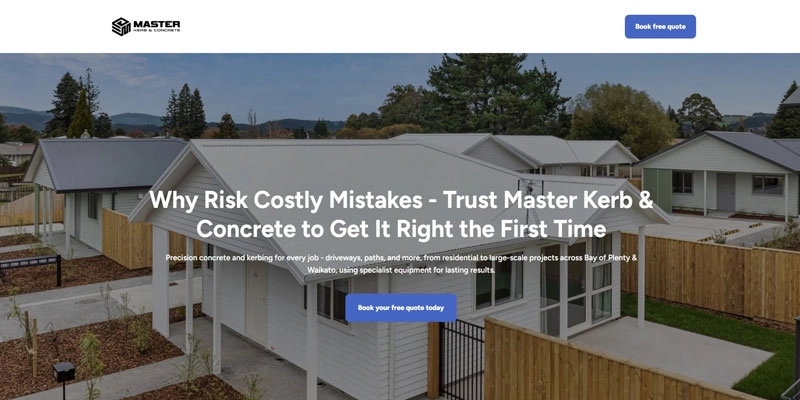 MASTER
KERB & CONCRETE
Book free quote
Why Risk Costly Mistakes - Trust Master Kerb &
Concrete to Get It Right the First Time
Precision concrete and kerbing for every job - driveways, paths, and more, from residential to large-scale projects across Bay of Plenty &
Waikato, using specialist equipment for lasting results.
Book your free quote today